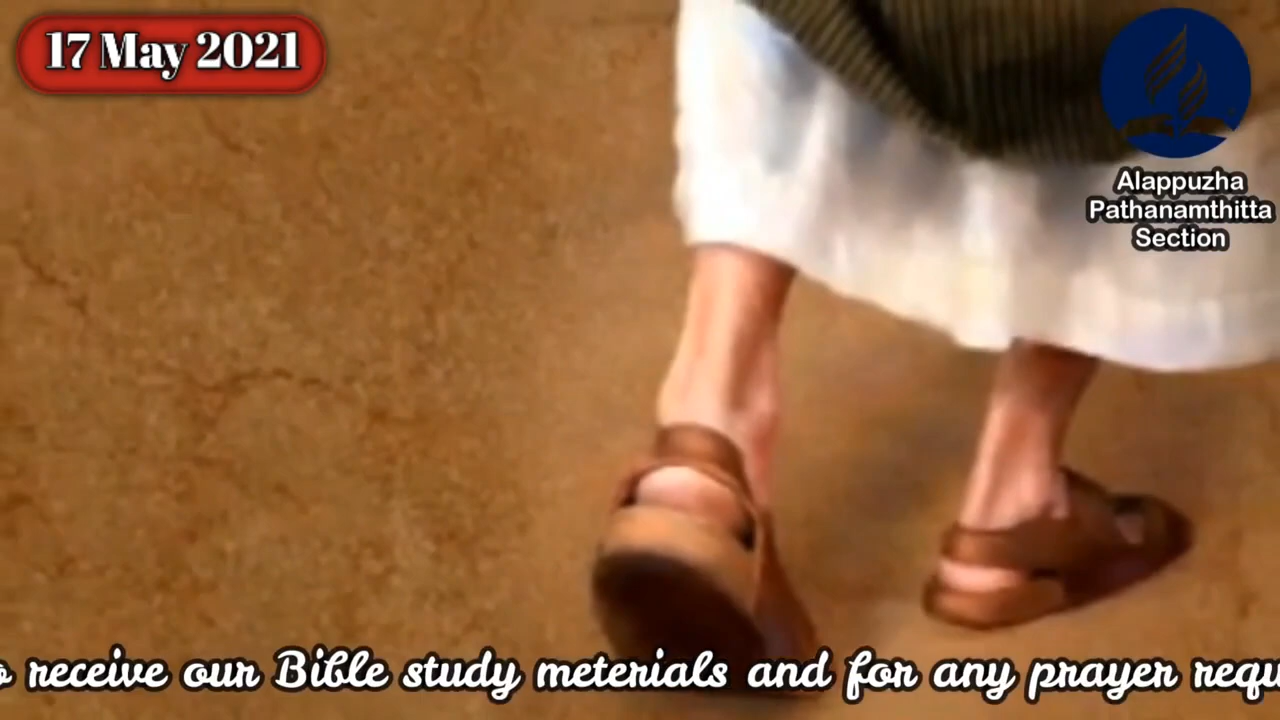 17 May 2021
Alappuzha
Pathanamthitta
Section
receive our Bible study meterials and for any prayer